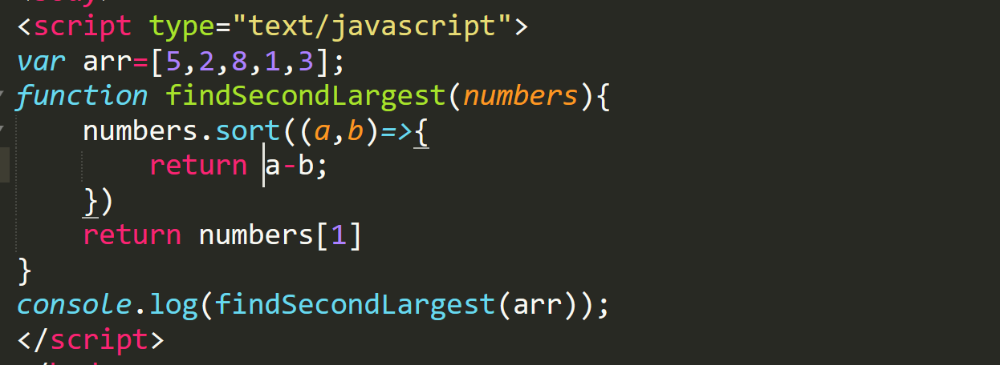 <script type="text/javascript">
var arr=[5,2,8,1,3];
function findSecondLargest(numbers){
    numbers.sort((a,b)=>{
        return a-b;
    })
    return numbers[1]
}
console.log(findSecondLargest(arr));
</script>